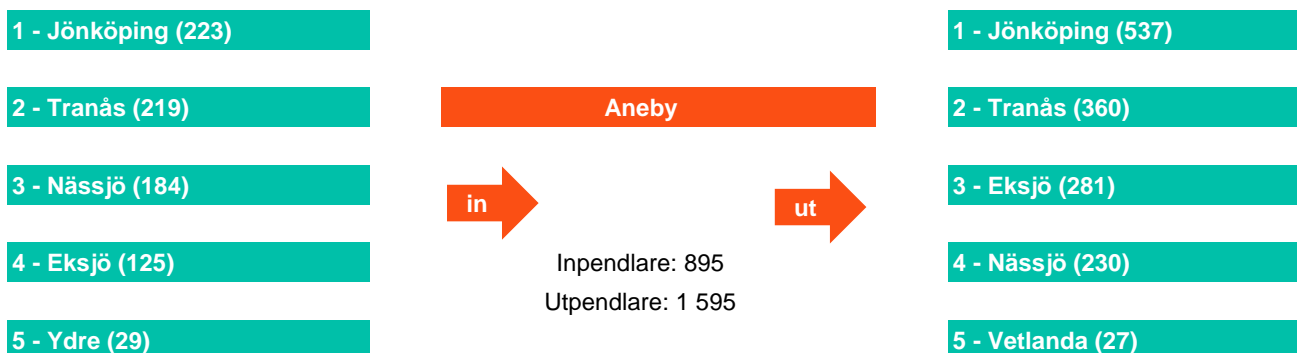 1 - Jönköping (223)
2 - Tranås (219)
3 - Nässjö (184)
4 - Eksjö (125)
5 - Ydre (29)
Aneby
in
ut
Inpendlare: 895
Utpendlare: 1 595
1 - Jönköping (537)
2 - Tranås (360)
3 - Eksjö (281)
4 - Nässjö (230)
5 - Vetlanda (27)